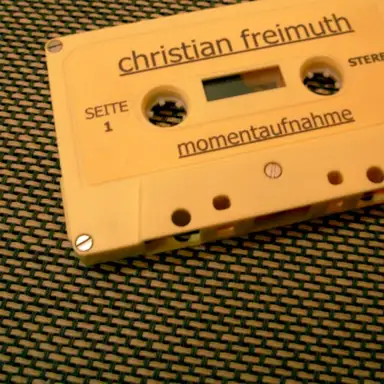 christian freimuth
STERE
SEITE
1
momentaufnahme